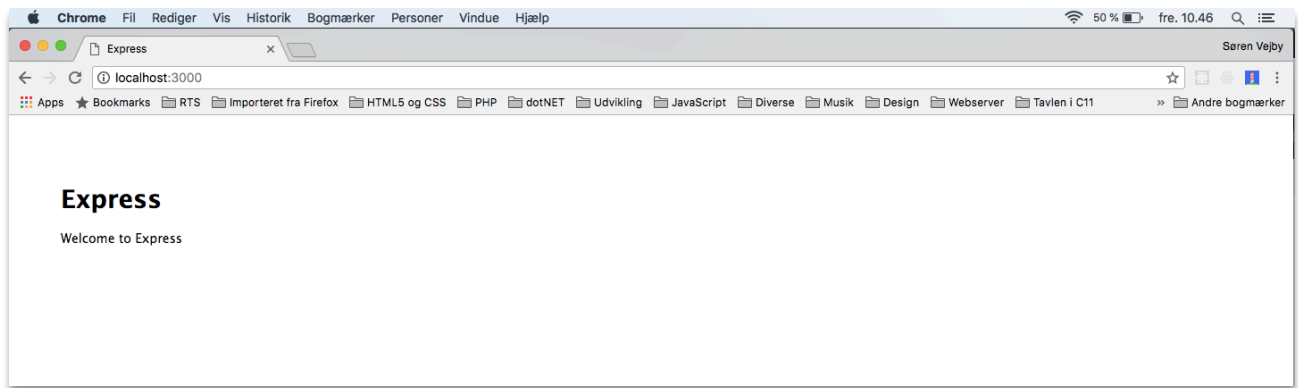 Chrome Fil Rediger Vis Historik Bogmærker Personer Vindue Hjælp 50 % fre. 10.46
Express Søren Vejby
localhost:3000
Apps Bookmarks RTS Importeret fra Firefox HTML5 og CSS PHP dotNET Udvikling JavaScript Diverse Musik Design Webserver Tavlen i C11 » Andre bogmærker
Express
Welcome to Express